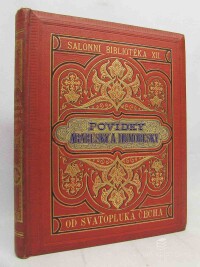 SALONNÍ BIBLIOTÉKA XII.
POVÍDKY
ARABESKY A HUMORESKY
OD SVATOPLUKA ČECHA